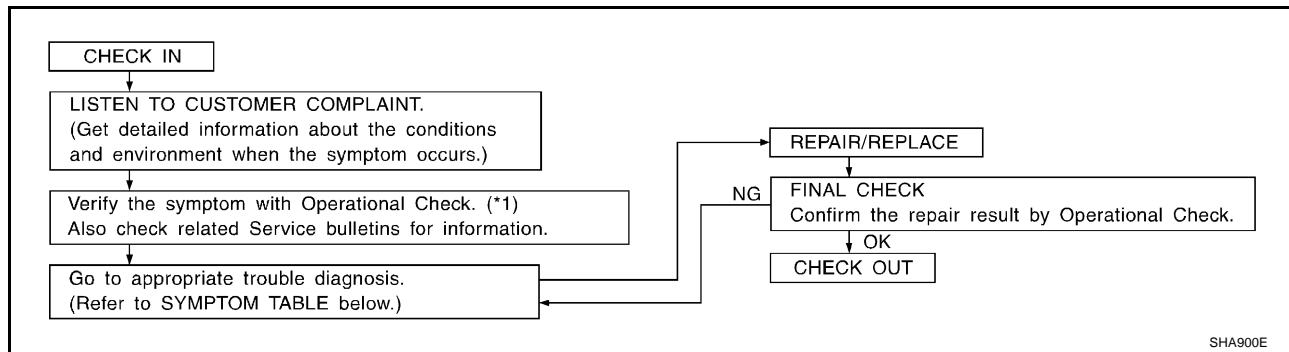 CHECK IN
LISTEN TO CUSTOMER COMPLAINT.
(Get detailed information about the conditions
and environment when the symptom occurs.)
Verify the symptom with Operational Check. (*1)
Also check related Service bulletins for information.
Go to appropriate trouble diagnosis.
(Refer to SYMPTOM TABLE below.)
REPAIR/REPLACE
NG
FINAL CHECK
Confirm the repair result by Operational Check.
OK
CHECK OUT
SHA900E